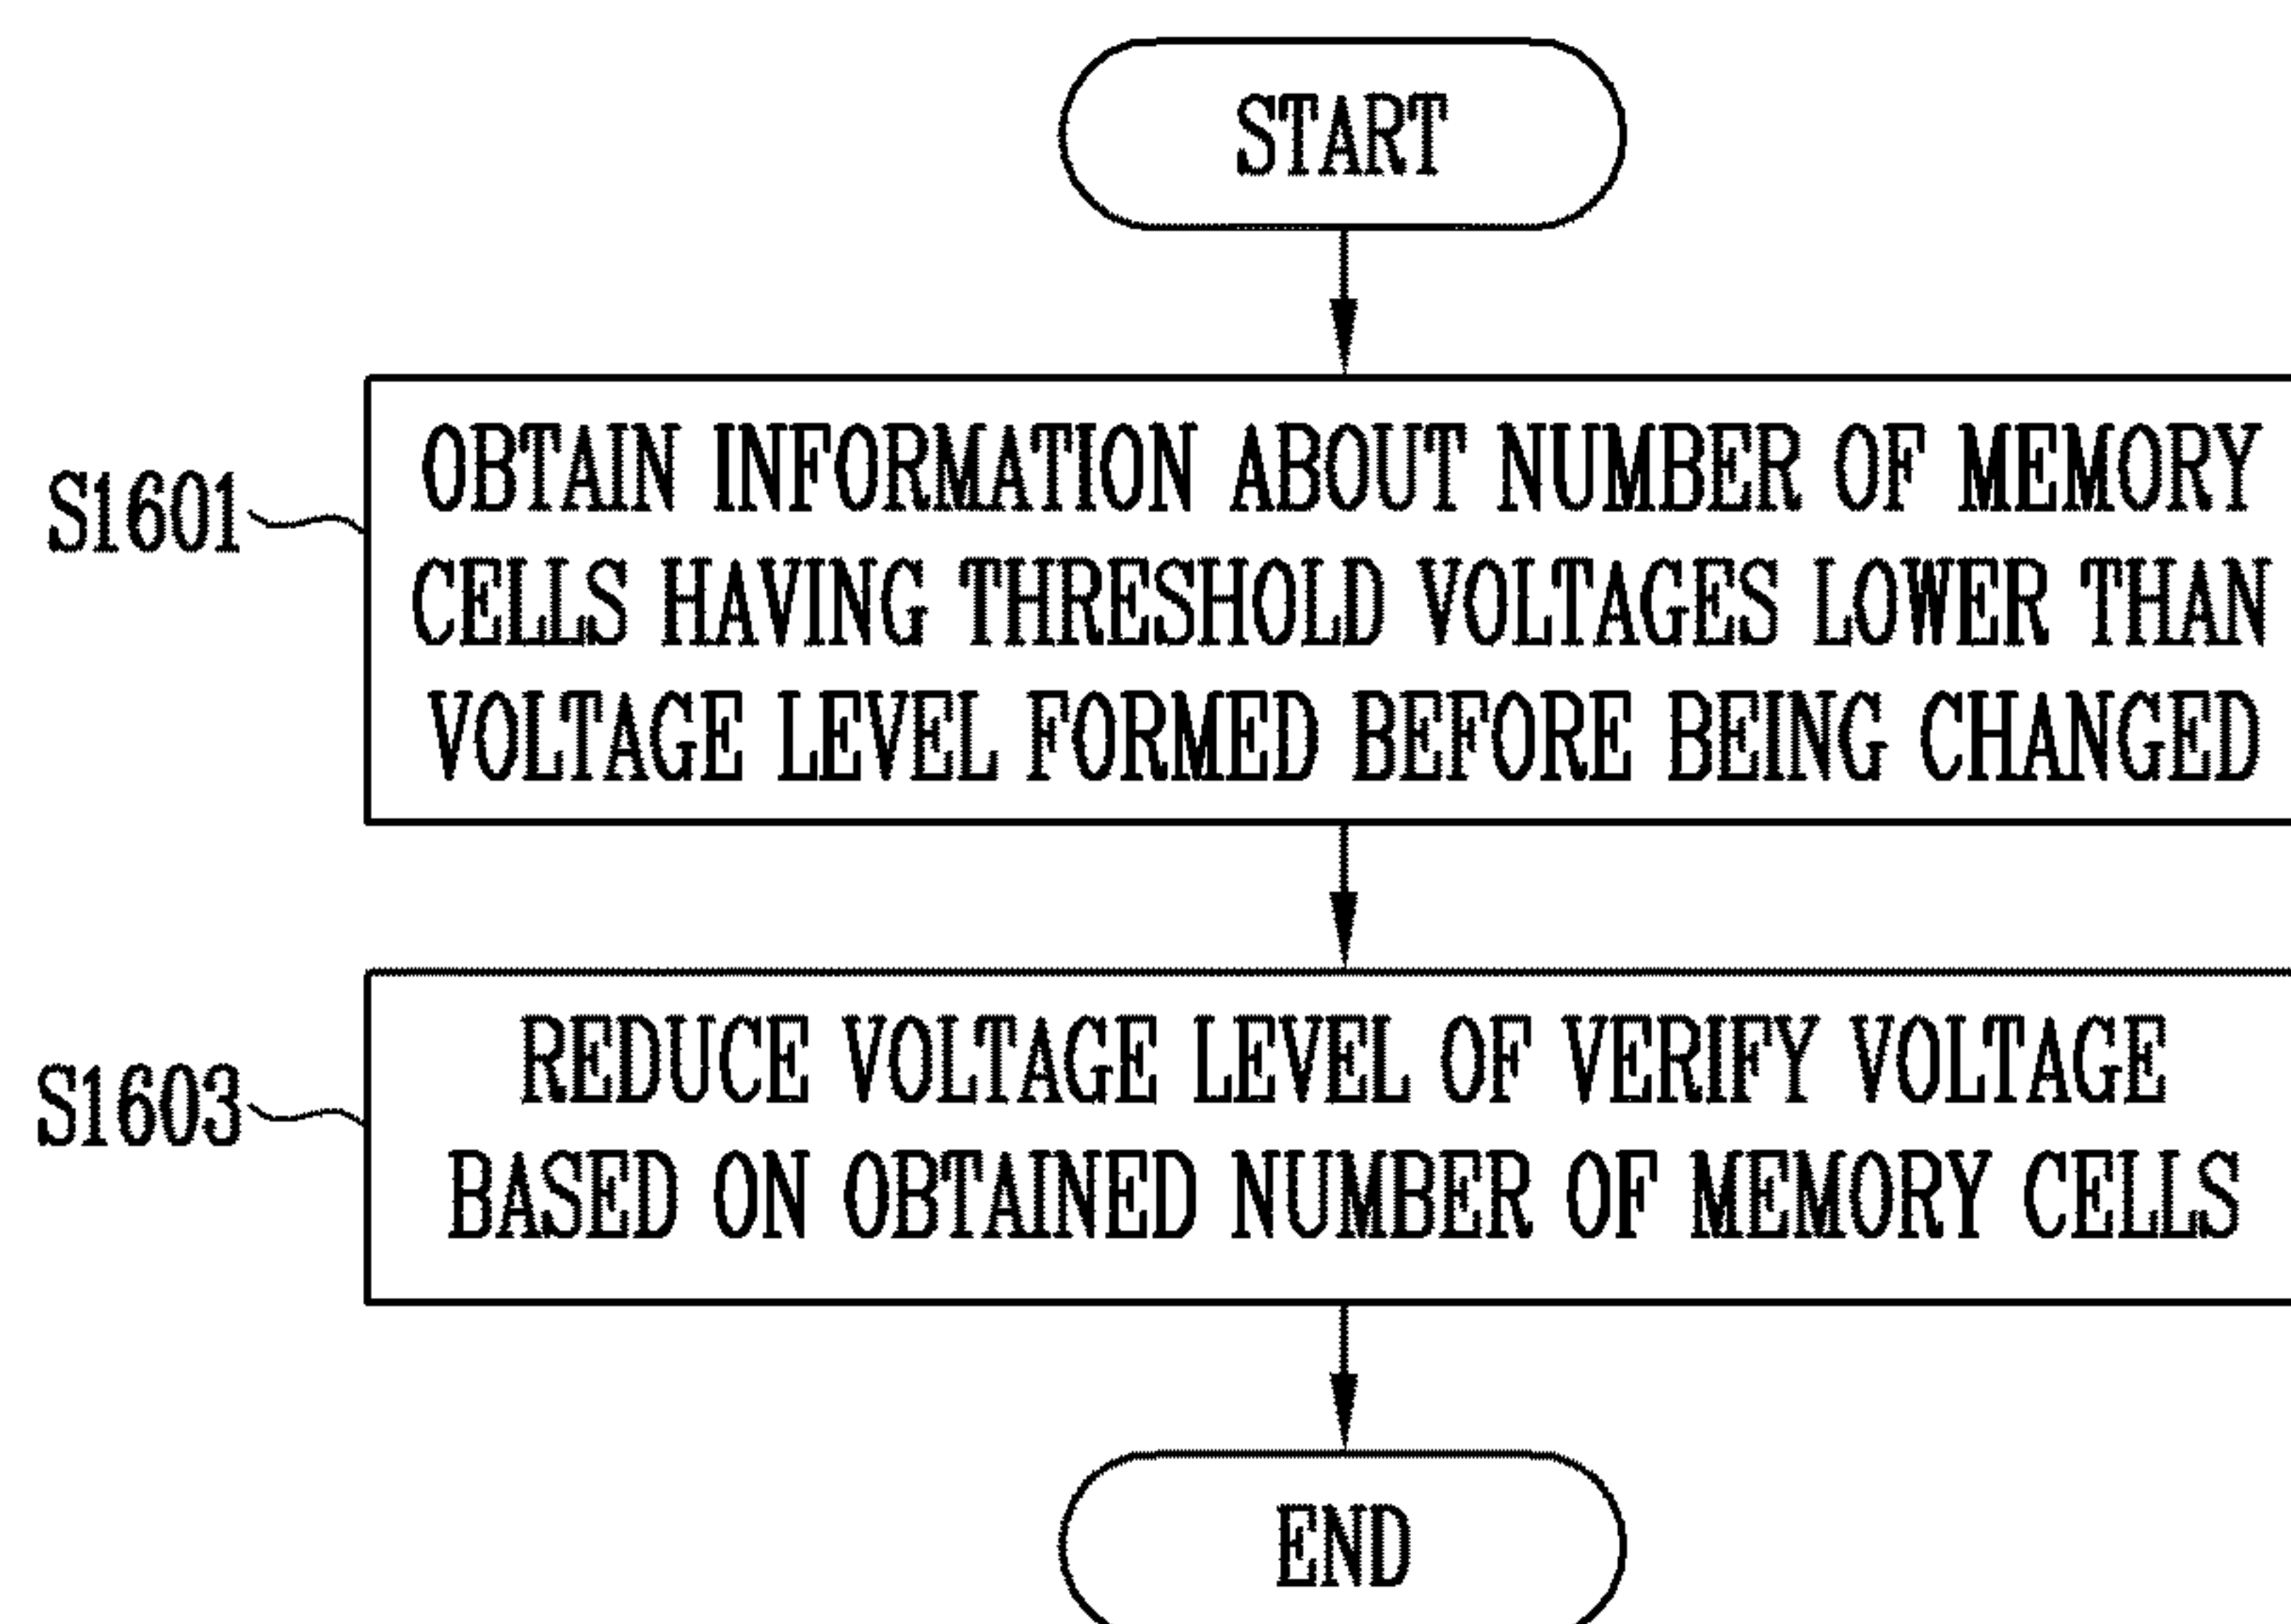 START
S1601
OBTAIN INFORMATION ABOUT NUMBER OF MEMORY
CELLS HAVING THRESHOLD VOLTAGES LOWER THAN
VOLTAGE LEVEL FORMED BEFORE BEING CHANGED
S1603
REDUCE VOLTAGE LEVEL OF VERIFY VOLTAGE
BASED ON OBTAINED NUMBER OF MEMORY CELLS
END